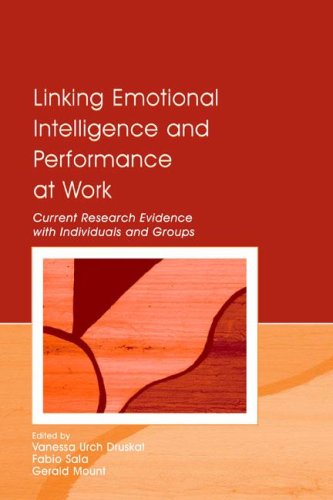 Linking Emotional
Intelligence and
Performance
at Work
Current Research Evidence
with Individuals and Groups
Edited by
Vanessa Urch Druskat
Fabio Sala
Gerald Mount